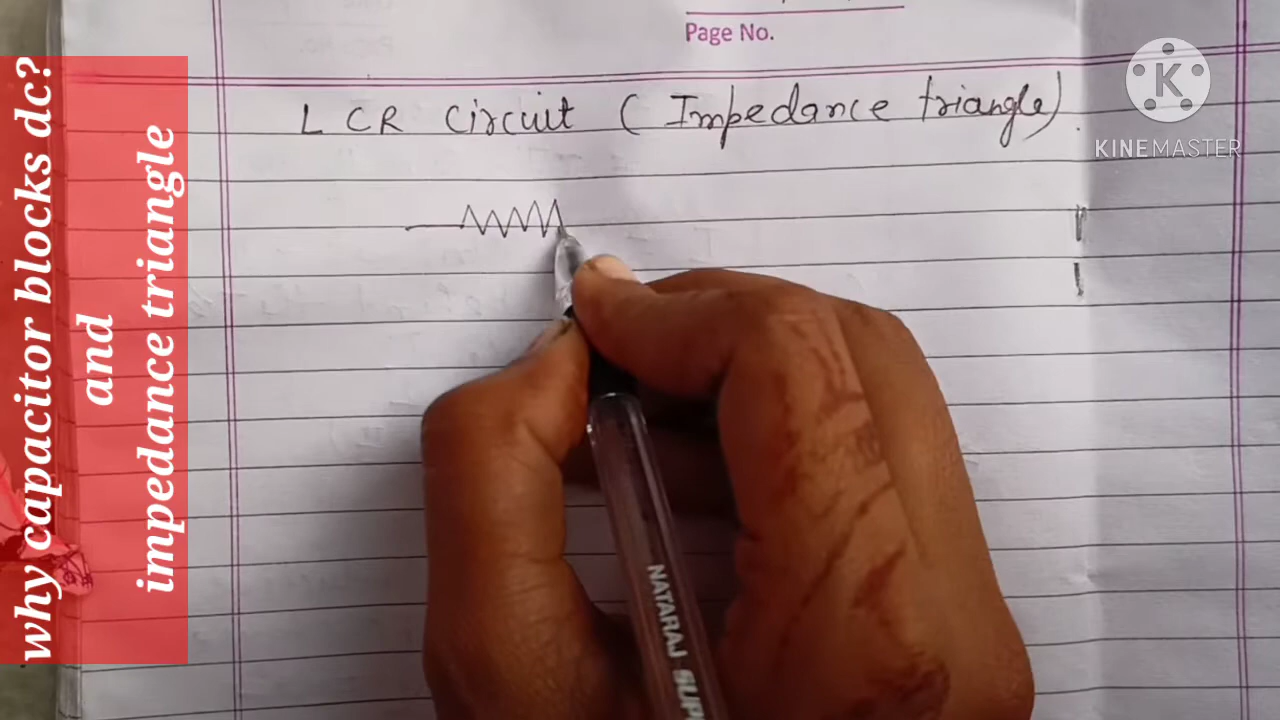 Page No.
LCR Circuit ( Impedance triangle)
KINEMASTER
why capacitor blocks dc?
and
impedance triangle
NATARAJ